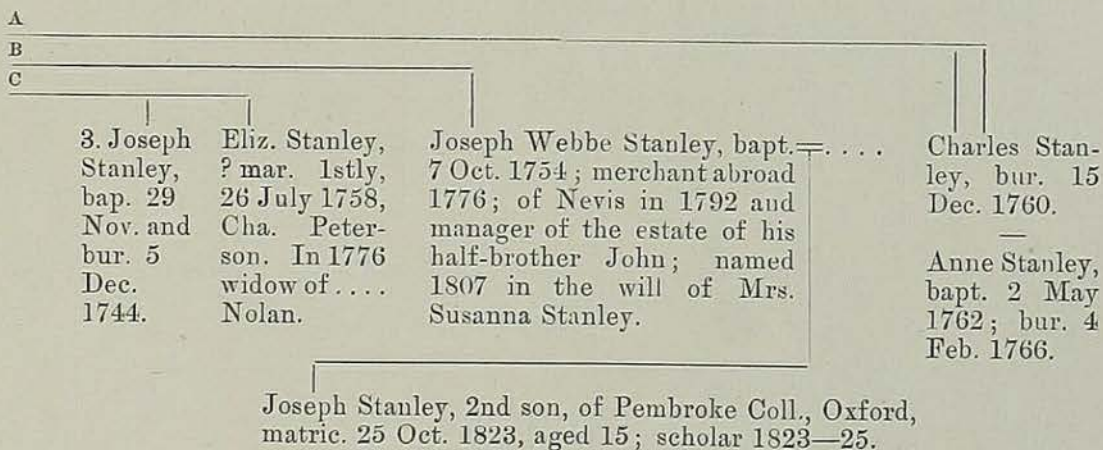 A
B
C
3. Joseph
Stanley,
bap. 29
Nov. and
bur. 5
Dec.
1744.
Eliz. Stanley,
? mar. 1stly,
26 July 1758,
Cha. Peter-
son. In 1776
widow of . . . .
Nolan.
Joseph Webbe Stanley, bapt.=. . . .
7 Oct. 1754 ; merchant abroad
1776 ; of Nevis in 1792 and
manager of the estate of his
half-brother John ; named
1807 in the will of Mrs.
Susanna Stanley.
Charles Stan-
ley, bur. 15
Dec. 1760.
—
Anne Stanley,
bapt. 2 May
1762 ; bur. 4
Feb. 1766.
Joseph Stanley, 2nd son, of Pembroke Coll., Oxford,
matric. 25 Oct. 1823, aged 15 ; scholar 1823—25.